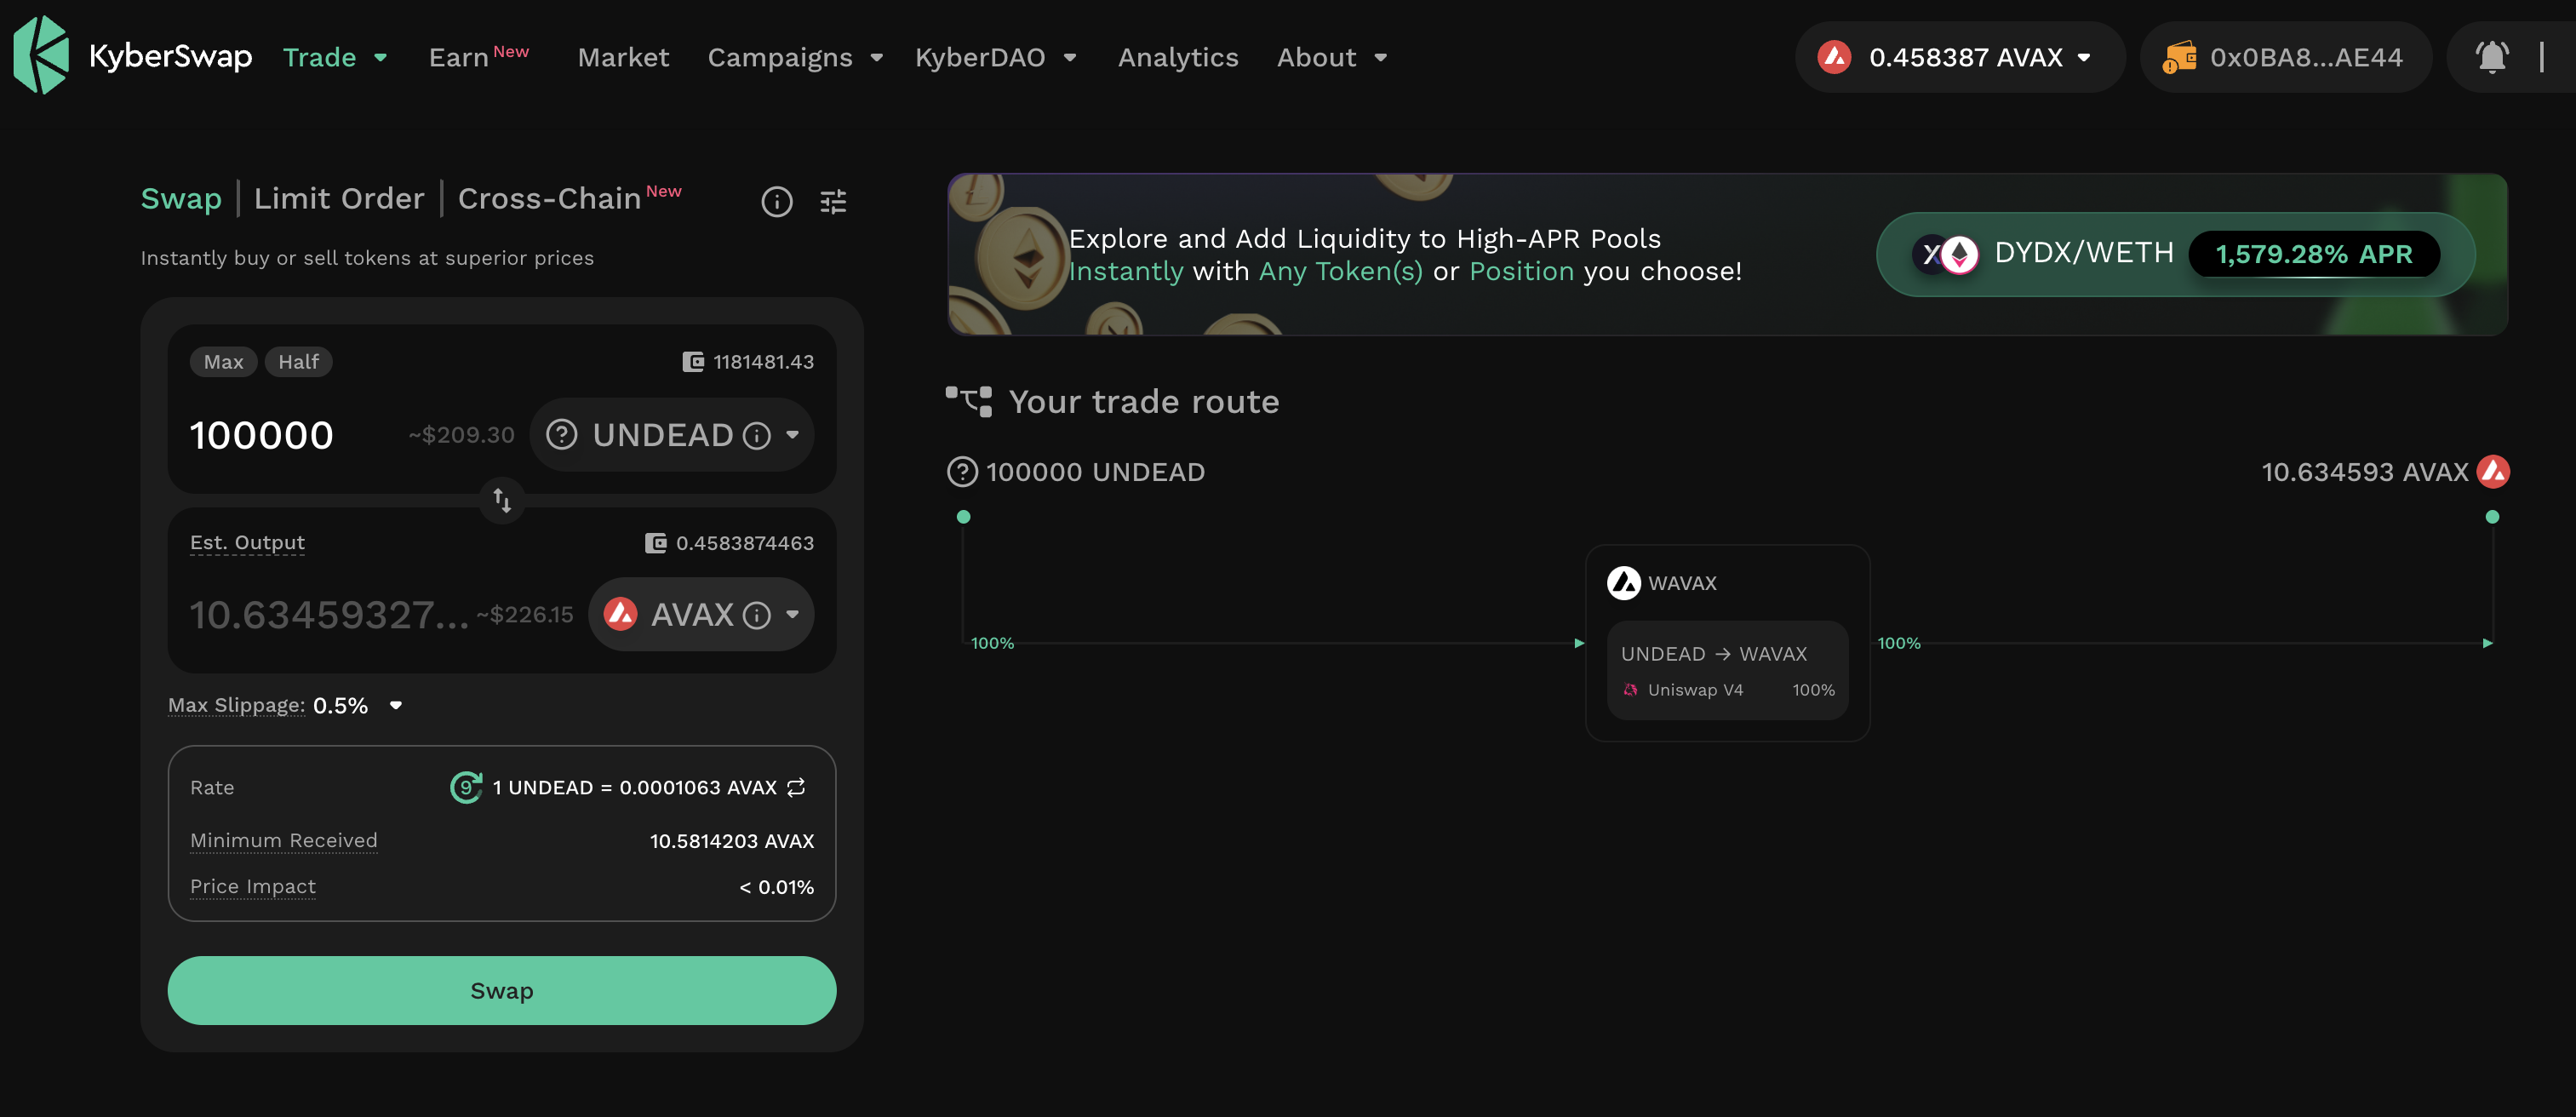 KyberSwap Trade Earn New Market Campaigns KyberDAO Analytics About 0.458387 AVAX 0x0BA8...AE44
Swap | Limit Order | Cross-Chain New
Instantly buy or sell tokens at superior prices
Max Half 1181481.43
100000 ~$209.30 UNDEAD
Est. Output 0.4583874463
10.63459327... ~$226.15 AVAX
Max Slippage: 0.5%
Rate 9 1 UNDEAD = 0.0001063 AVAX
Minimum Received 10.5814203 AVAX
Price Impact < 0.01%
Swap
Explore and Add Liquidity to High-APR Pools
Instantly with Any Token(s) or Position you choose!
DYDX/WETH 1,579.28% APR
Your trade route
100000 UNDEAD 10.634593 AVAX
WAVAX
100% 100%
UNDEAD → WAVAX
Uniswap V4 100%